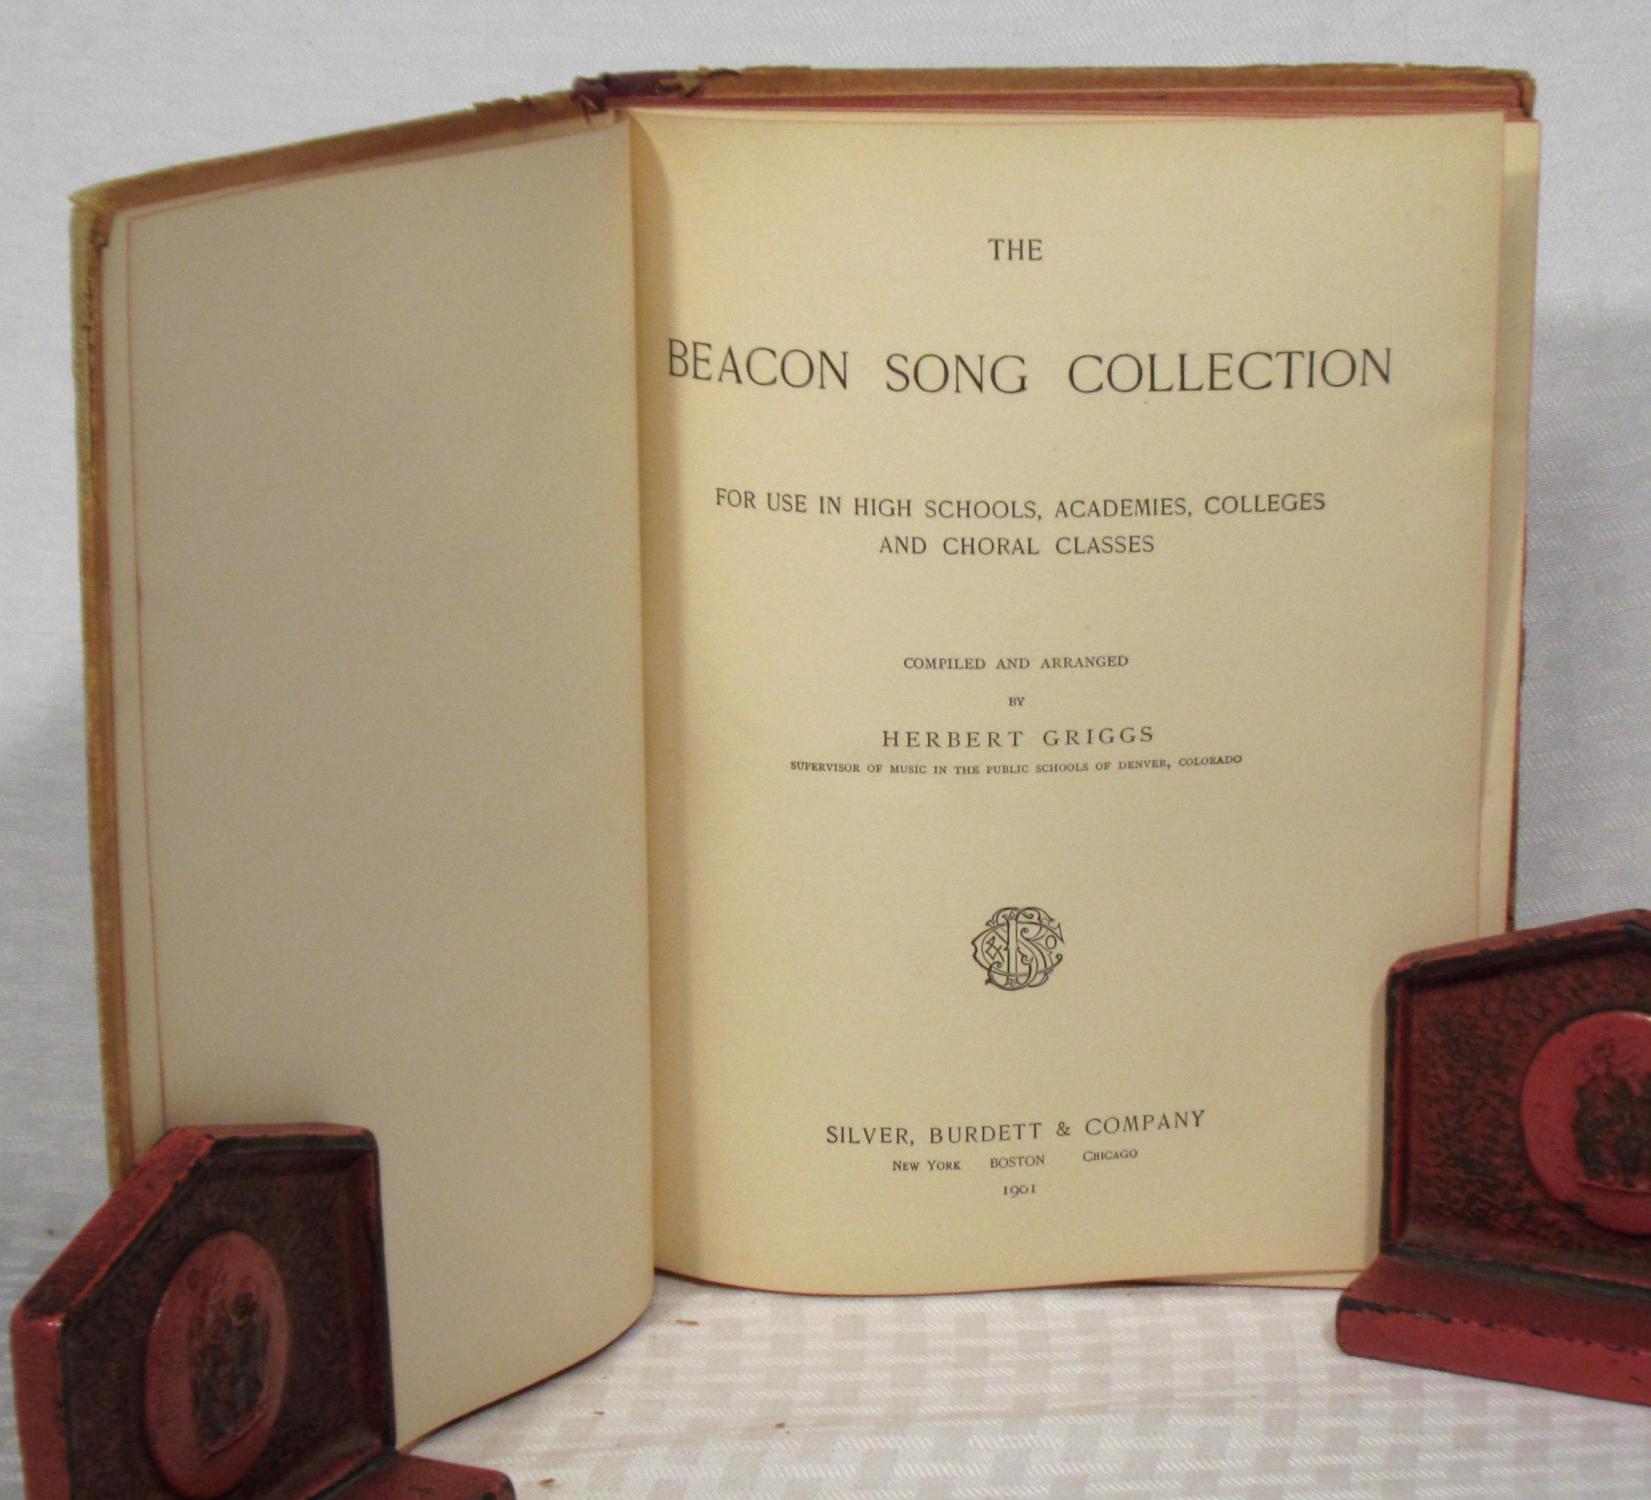 THE
BEACON SONG COLLECTION
FOR USE IN HIGH SCHOOLS, ACADEMIES, COLLEGES
AND CHORAL CLASSES
COMPILED AND ARRANGED
BY
HERBERT GRIGGS
SUPERVISOR OF MUSIC IN THE PUBLIC SCHOOLS OF DENVER, COLORADO
SILVER, BURDETT & COMPANY
NEW YORK BOSTON CHICAGO
1901